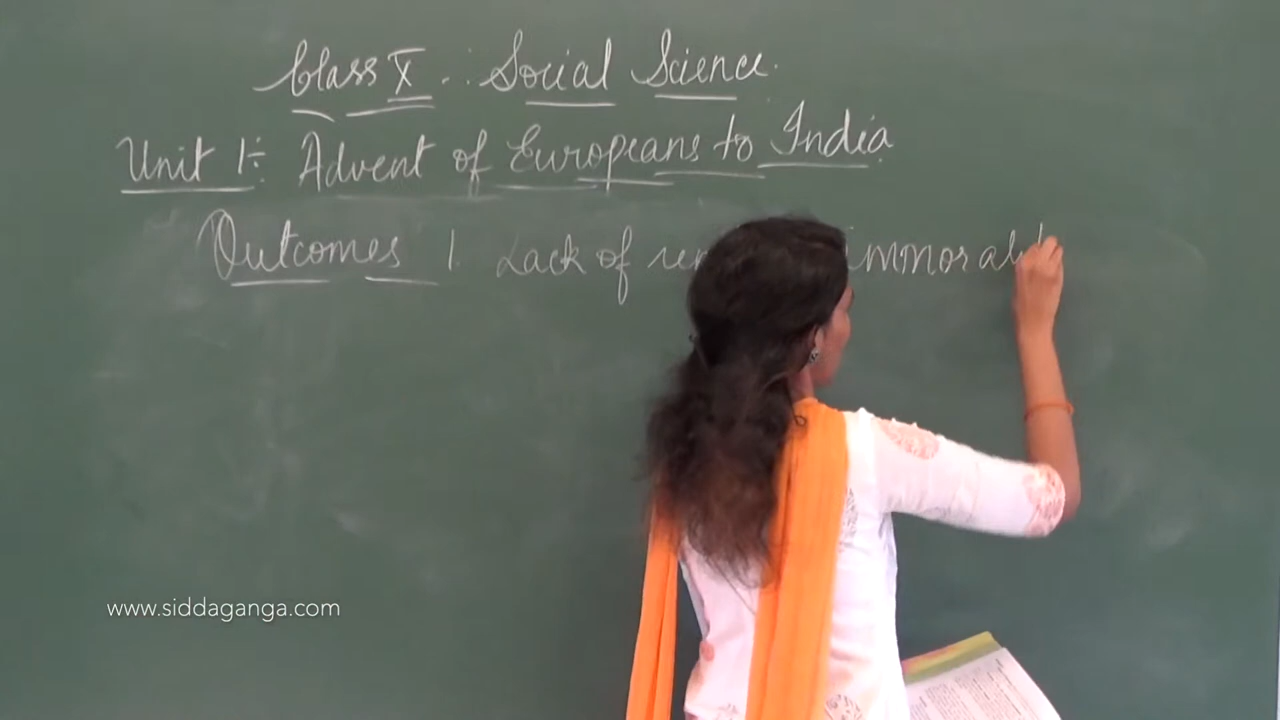 Class X : Social Science.
Unit 1 :- Advent of Europeans to India
Outcomes 1. Lack of immoral
www.siddaganga.com